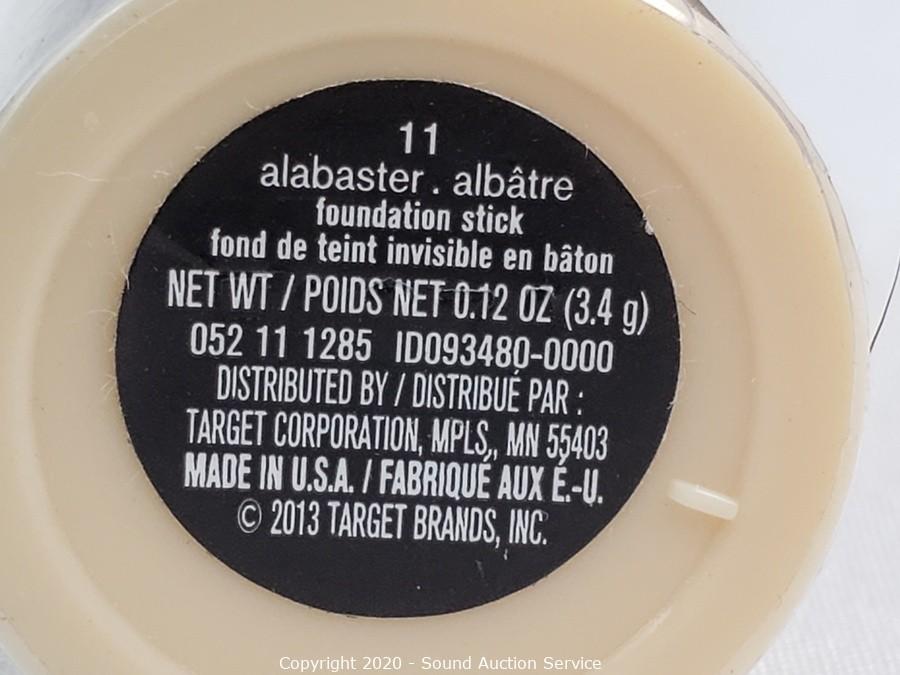 11
alabaster . albâtre
foundation stick
fond de teint invisible en bâton
NET WT / POIDS NET 0.12 OZ (3.4 g)
052 11 1285 ID093480-0000
DISTRIBUTED BY / DISTRIBUÉ PAR :
TARGET CORPORATION, MPLS., MN 55403
MADE IN U.S.A. / FABRIQUÉ AUX É.-U.
© 2013 TARGET BRANDS, INC.
Copyright 2020 - Sound Auction Service